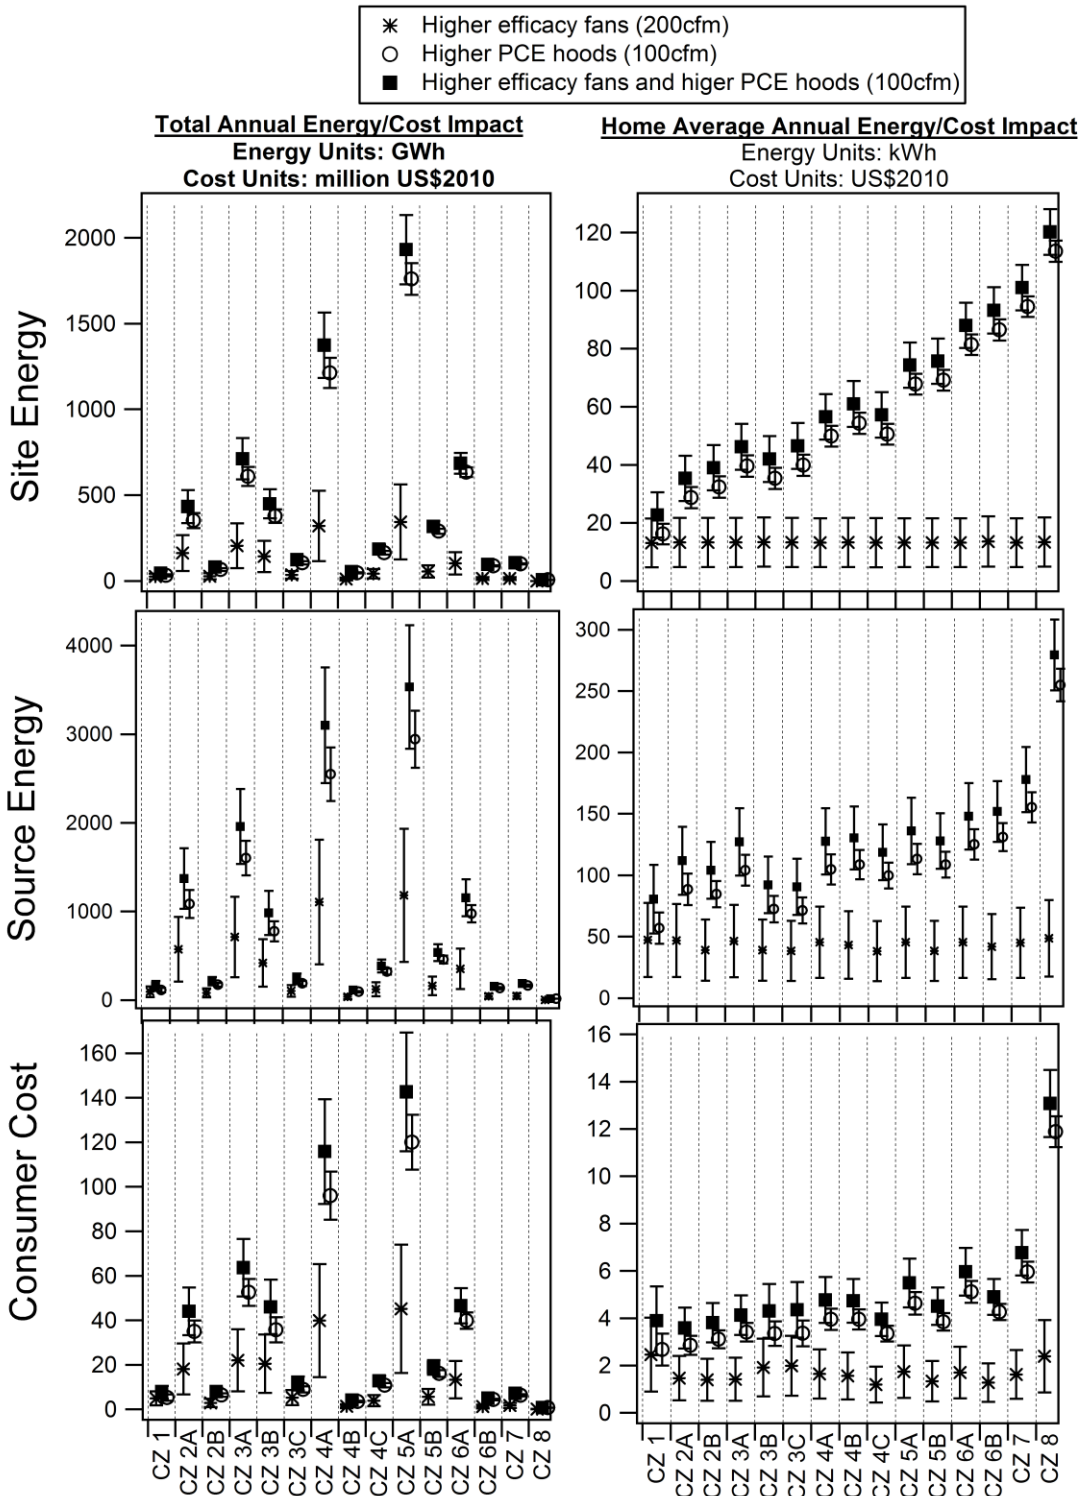 Higher efficacy fans (200cfm)
Higher PCE hoods (100cfm)
Higher efficacy fans and higer PCE hoods (100cfm)
Total Annual Energy/Cost Impact
Energy Units: GWh
Cost Units: million US$2010
Home Average Annual Energy/Cost Impact
Energy Units: kWh
Cost Units: US$2010
Site Energy
2000
1500
1000
500
0
120
100
80
60
40
20
0
Source Energy
4000
3000
2000
1000
0
300
250
200
150
100
50
0
Consumer Cost
160
140
120
100
80
60
40
20
0
16
14
12
10
8
6
4
2
0
CZ 1
CZ 2A
CZ 2B
CZ 3A
CZ 3B
CZ 3C
CZ 4A
CZ 4B
CZ 4C
CZ 5A
CZ 5B
CZ 6A
CZ 6B
CZ 7
CZ 8
CZ 1
CZ 2A
CZ 2B
CZ 3A
CZ 3B
CZ 3C
CZ 4A
CZ 4B
CZ 4C
CZ 5A
CZ 5B
CZ 6A
CZ 6B
CZ 7
CZ 8